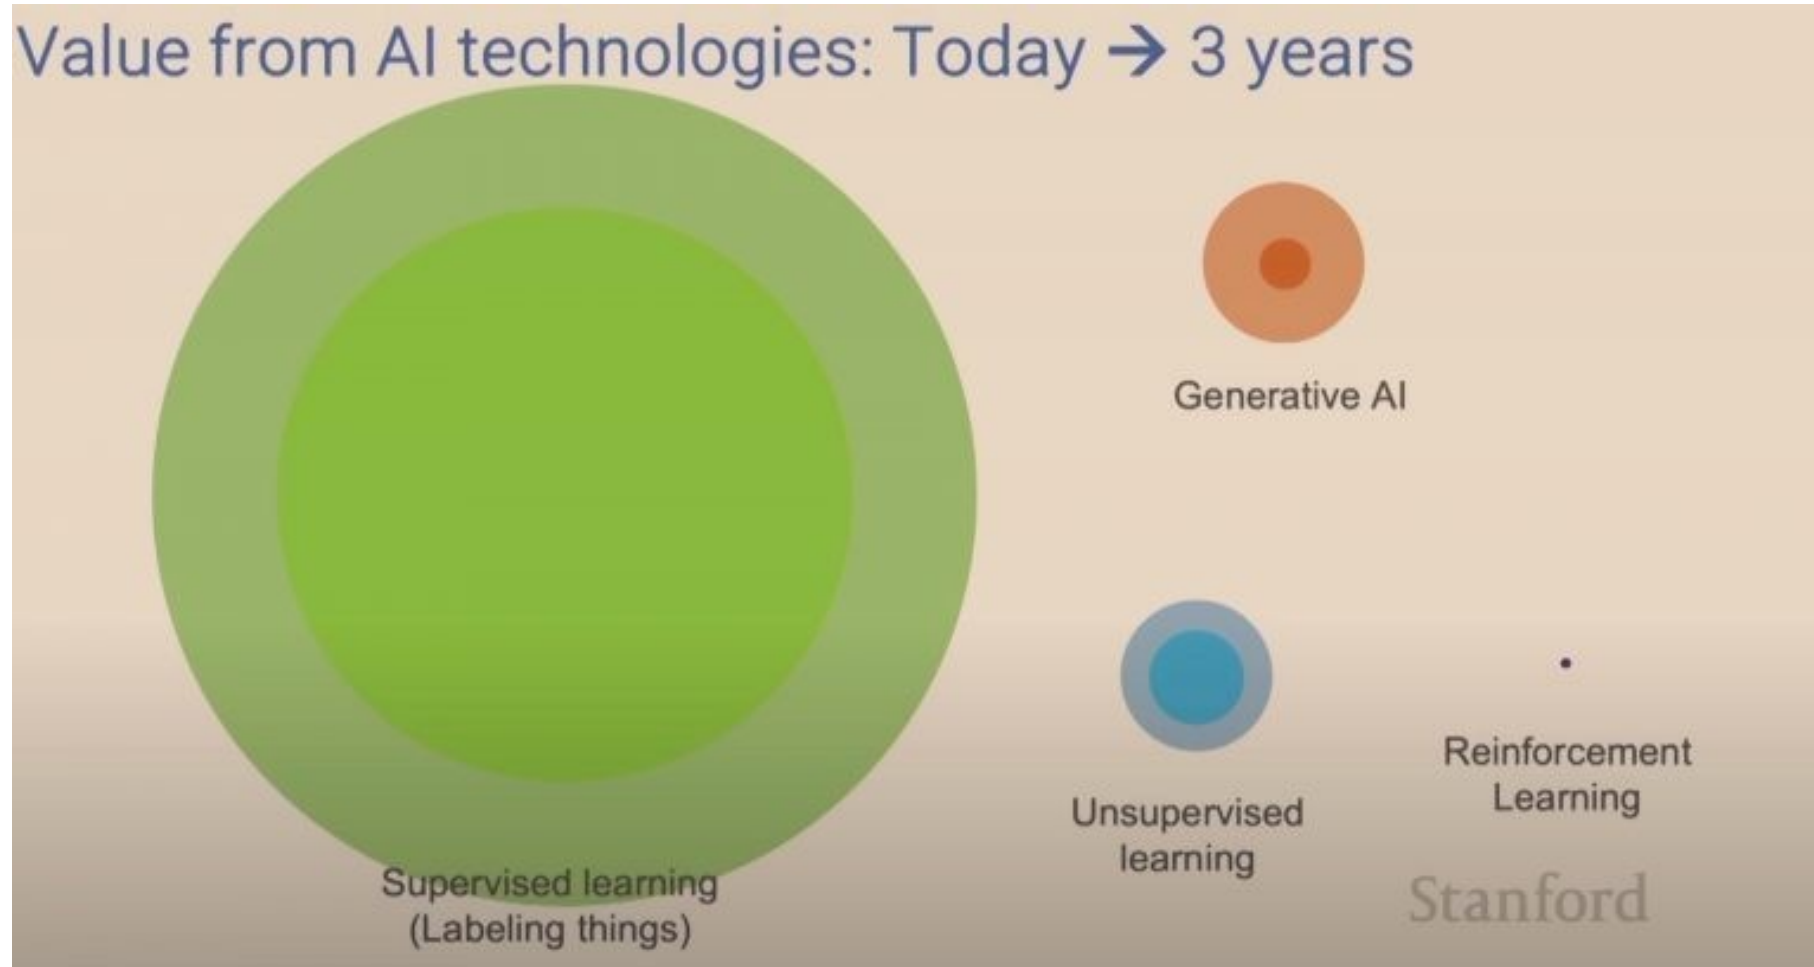 Value from AI technologies: Today → 3 years
Generative AI
Supervised learning
(Labeling things)
Unsupervised
learning
Reinforcement
Learning
Stanford